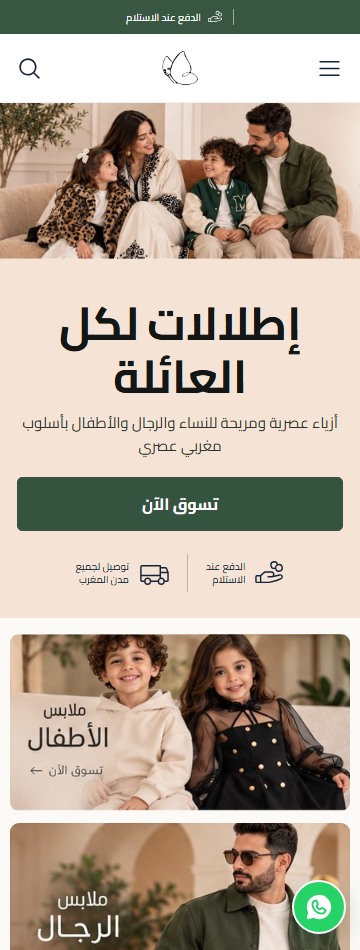 الدفع عند الاستلام
إطلالات لكل
العائلة
أزياء عصرية ومريحة للنساء والرجال والأطفال بأسلوب
مغربي عصري
تسوق الآن
الدفع عند
الاستلام
توصيل لجميع
مدن المغرب
ملابس
الأطفال
تسوق الآن ←
ملابس
الرجال